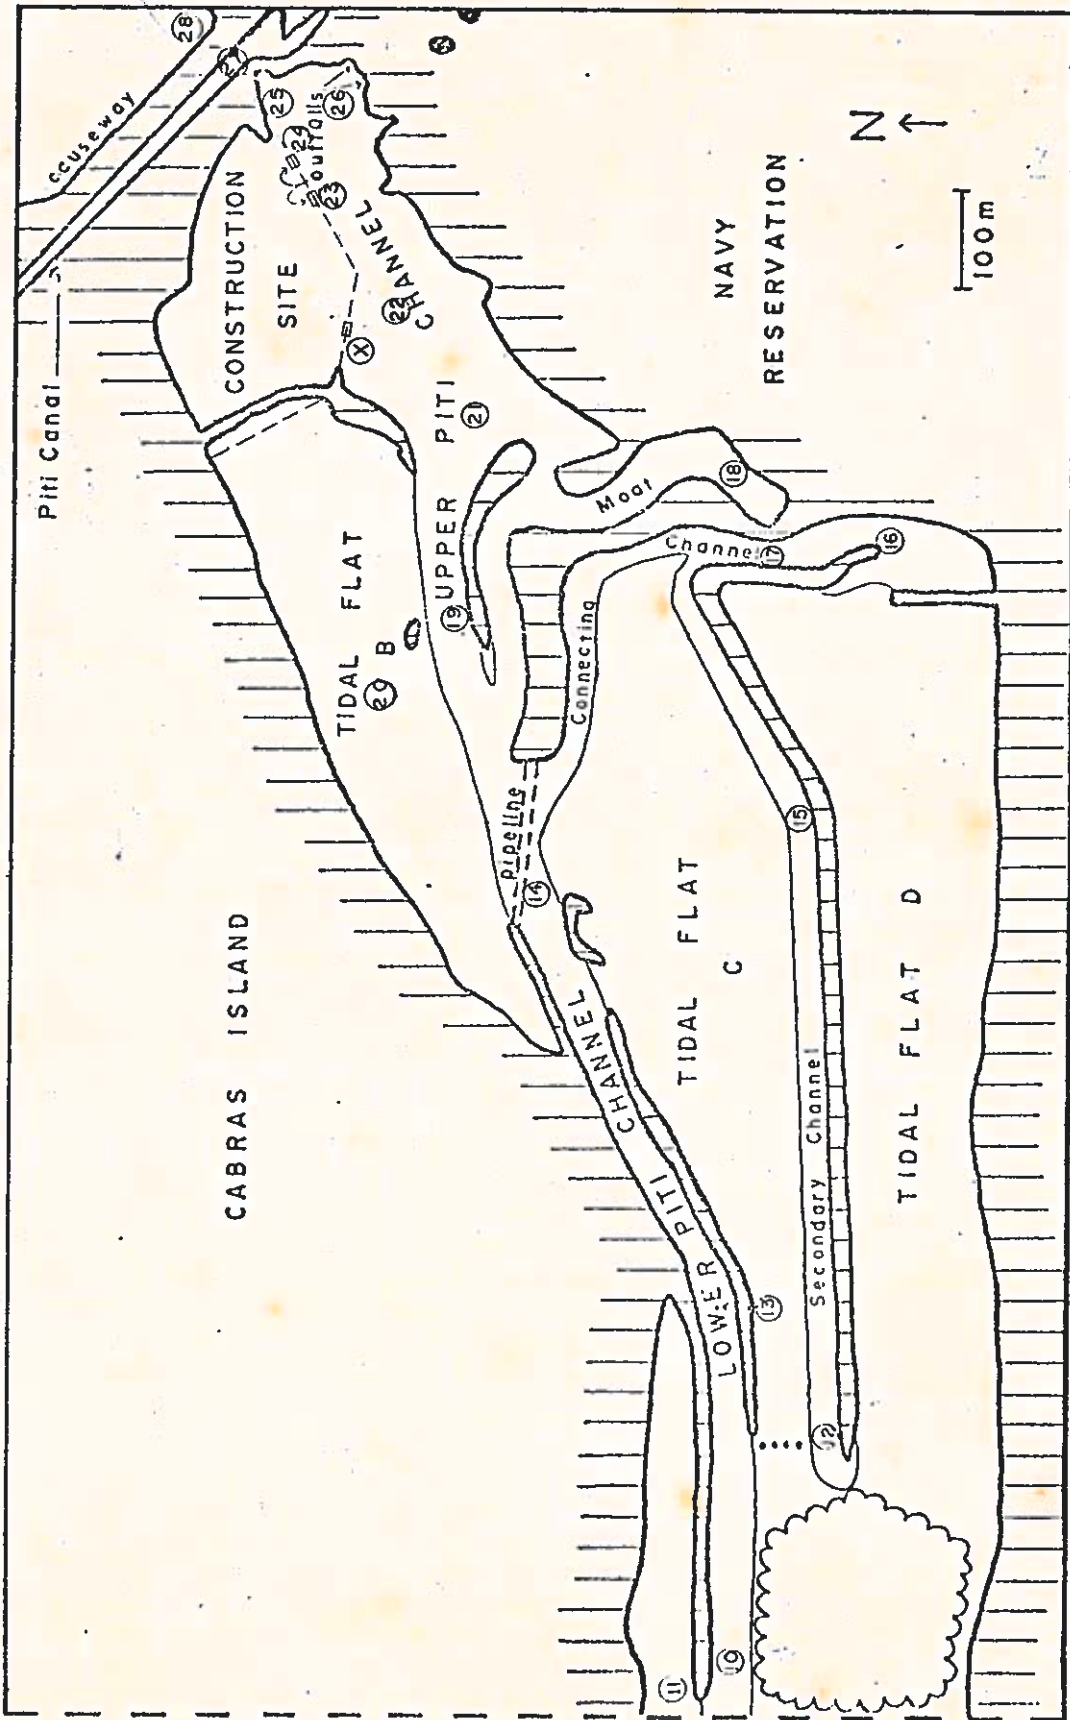 28
27
causeway
Piti Canal
25
26
24
outfalls
23
CONSTRUCTION
SITE
22
X
UPPER PITI CHANNEL
21
N
100m
NAVY
RESERVATION
Moat
18
Channel
17
16
Connecting
19
TIDAL FLAT
B
20
pipeline
14
15
CABRAS ISLAND
TIDAL FLAT
C
TIDAL FLAT D
Secondary Channel
LOWER PITI CHANNEL
13
12
11
10